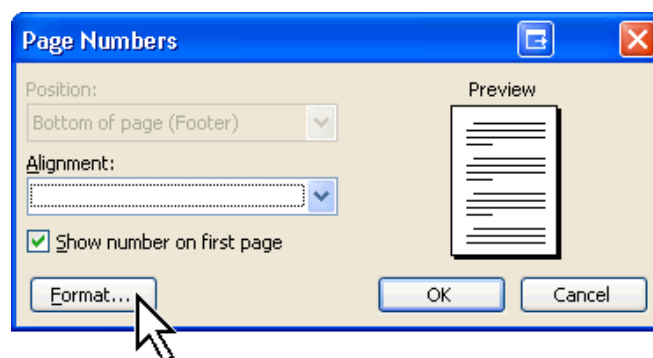 Page Numbers
Position:
Preview
Bottom of page (Footer)
Alignment:
Show number on first page
Format...
OK
Cancel